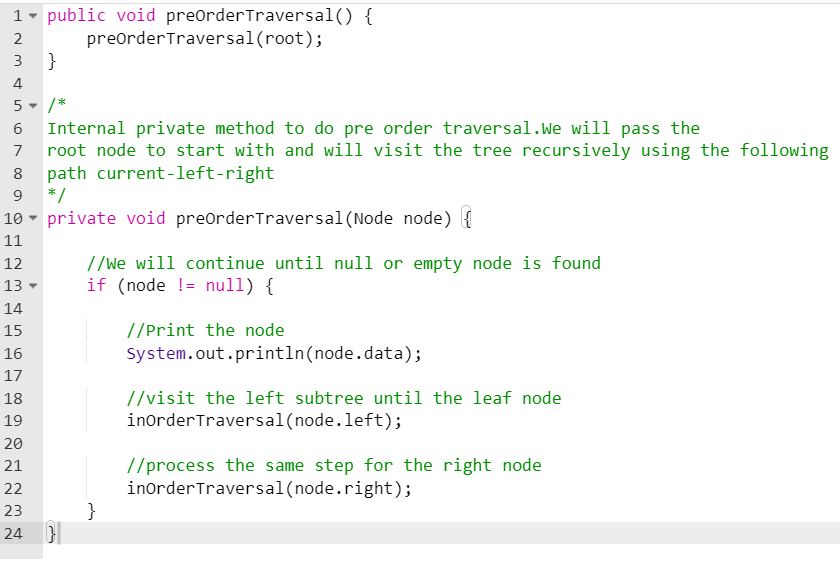 1 public void preOrderTraversal() {
2     preOrderTraversal(root);
3 }
4
5 /*
6 Internal private method to do pre order traversal.We will pass the
7 root node to start with and will visit the tree recursively using the following
8 path current-left-right
9 */
10 private void preOrderTraversal(Node node) {
11
12     //We will continue until null or empty node is found
13     if (node != null) {
14
15         //Print the node
16         System.out.println(node.data);
17
18         //visit the left subtree until the leaf node
19         inOrderTraversal(node.left);
20
21         //process the same step for the right node
22         inOrderTraversal(node.right);
23     }
24 }